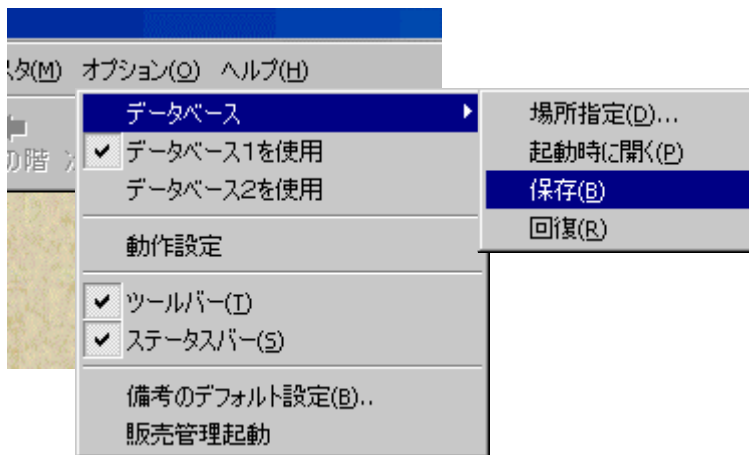 スタ(M) オプション(O) ヘルプ(H)
の階
データベース
データベース1を使用
データベース2を使用
動作設定
ツールバー(T)
ステータスバー(S)
備考のデフォルト設定(B)..
販売管理起動
場所指定(D)...
起動時に開く(P)
保存(B)
回復(R)